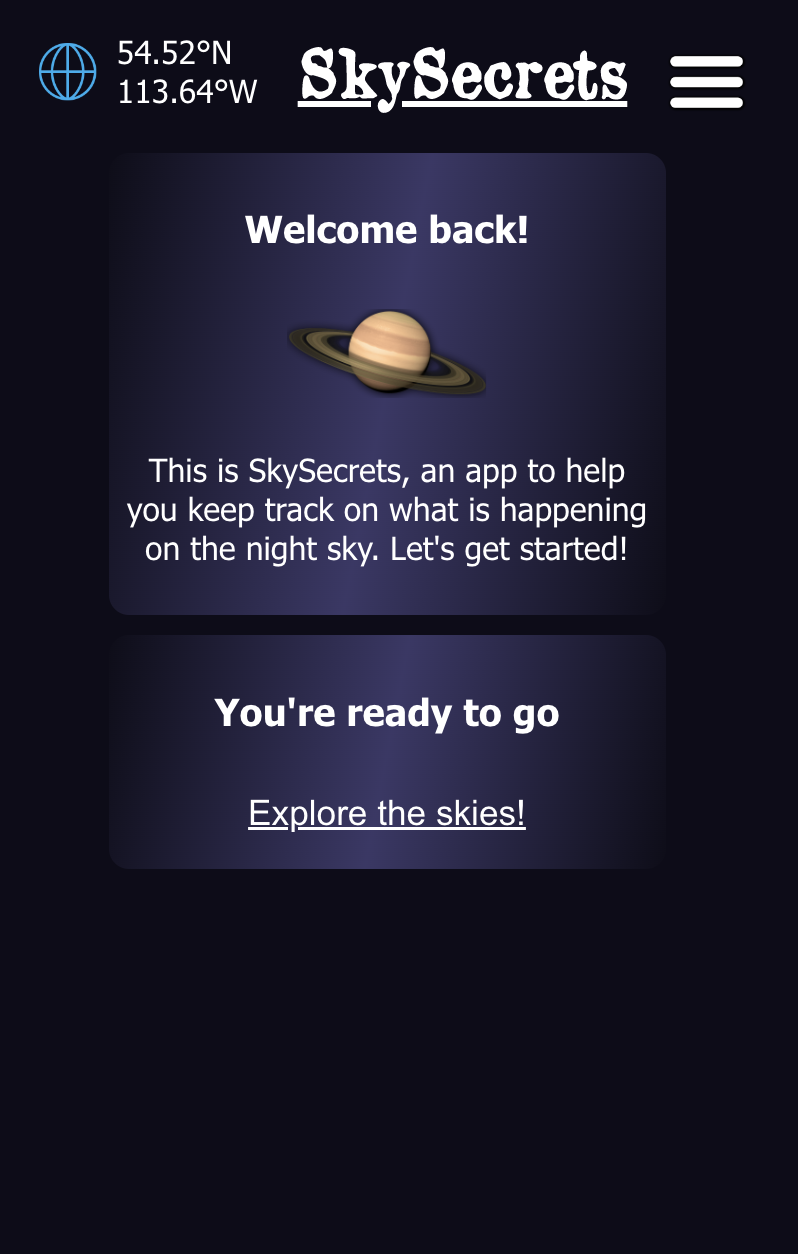 54.52°N
113.64°W
SkySecrets
Welcome back!
This is SkySecrets, an app to help
you keep track on what is happening
on the night sky. Let's get started!
You're ready to go
Explore the skies!